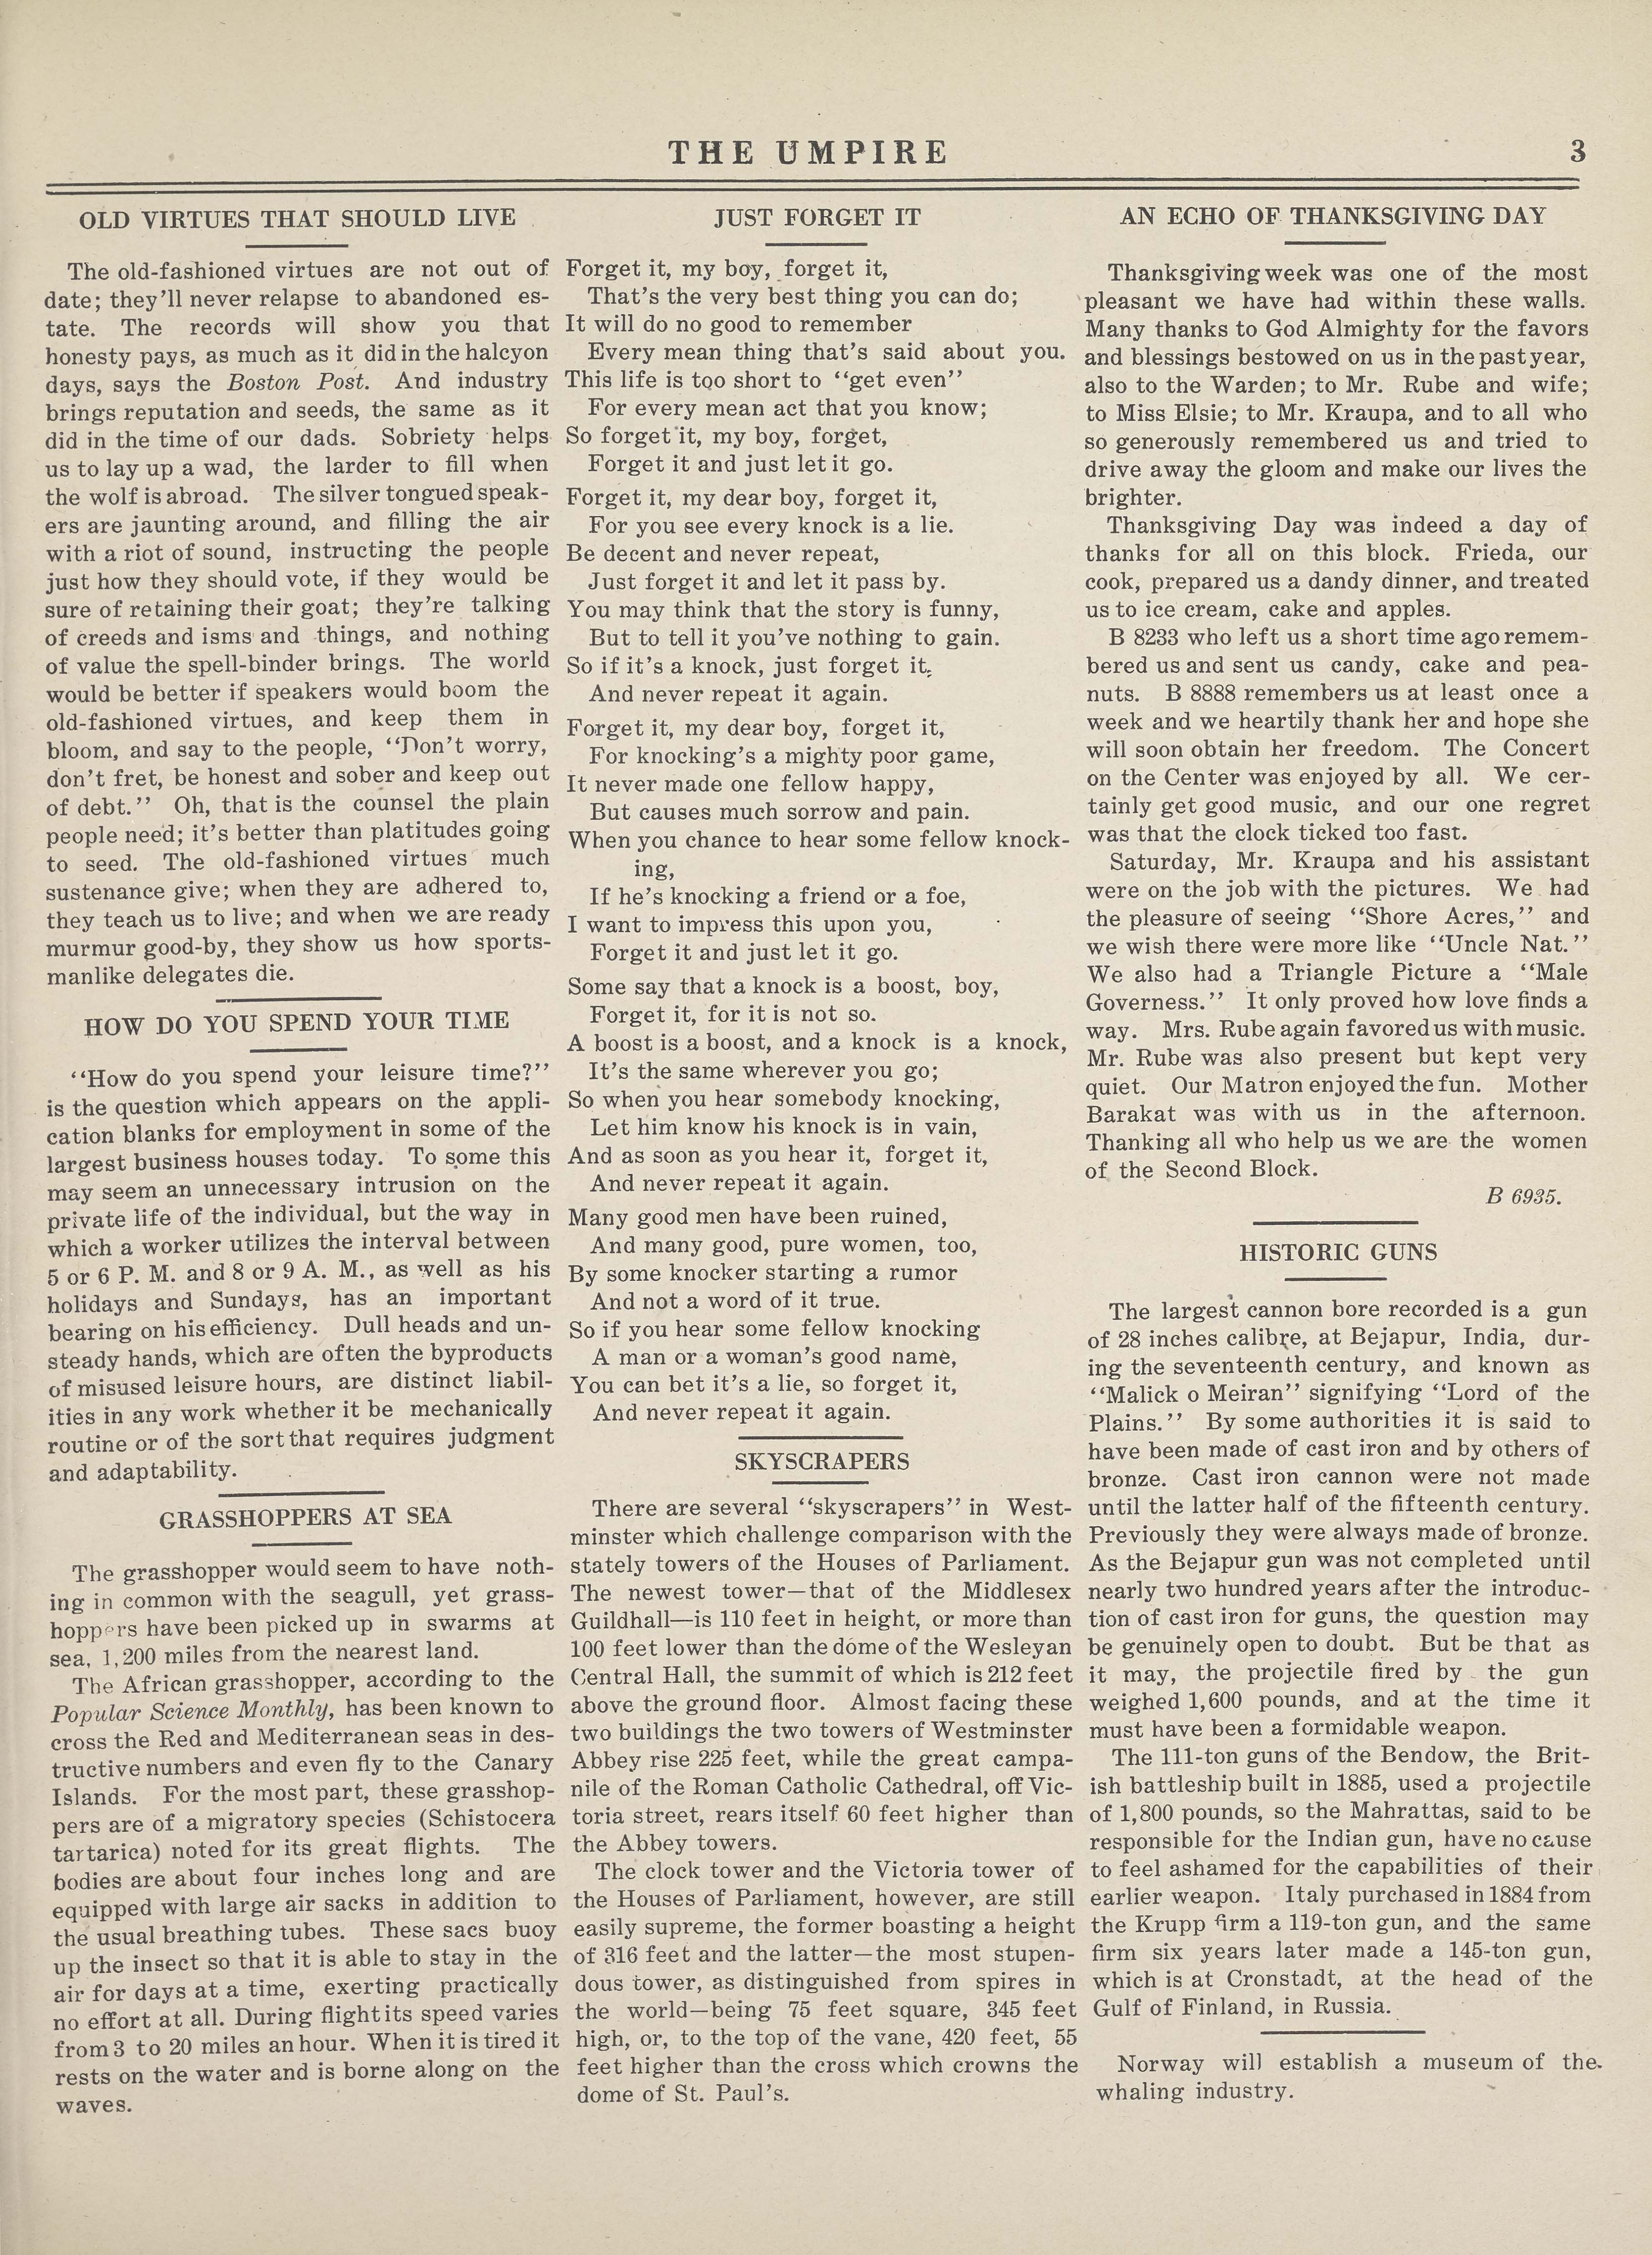 THE UMPIRE
3
OLD VIRTUES THAT SHOULD LIVE
The old-fashioned virtues are not out of
date; they'll never relapse to abandoned es-
tate. The records will show you that
honesty pays, as much as it did in the halcyon
days, says the Boston Post. And industry
brings reputation and seeds, the same as it
did in the time of our dads. Sobriety helps
us to lay up a wad, the larder to fill when
the wolf is abroad. The silver tongued speak-
ers are jaunting around, and filling the air
with a riot of sound, instructing the people
just how they should vote, if they would be
sure of retaining their goat; they're talking
of creeds and isms and things, and nothing
of value the spell-binder brings. The world
would be better if speakers would boom the
old-fashioned virtues, and keep them in
bloom, and say to the people, "Don't worry,
don't fret, be honest and sober and keep out
of debt." Oh, that is the counsel the plain
people need; it's better than platitudes going
to seed. The old-fashioned virtues much
sustenance give; when they are adhered to,
they teach us to live; and when we are ready
murmur good-by, they show us how sports-
manlike delegates die.
HOW DO YOU SPEND YOUR TIME
"How do you spend your leisure time?"
is the question which appears on the appli-
cation blanks for employment in some of the
largest business houses today. To some this
may seem an unnecessary intrusion on the
private life of the individual, but the way in
which a worker utilizes the interval between
5 or 6 P. M. and 8 or 9 A. M., as well as his
holidays and Sundays, has an important
bearing on his efficiency. Dull heads and un-
steady hands, which are often the byproducts
of misused leisure hours, are distinct liabil-
ities in any work whether it be mechanically
routine or of the sort that requires judgment
and adaptability.
GRASSHOPPERS AT SEA
The grasshopper would seem to have noth-
ing in common with the seagull, yet grass-
hoppers have been picked up in swarms at
sea, 1,200 miles from the nearest land.
The African grasshopper, according to the
Popular Science Monthly, has been known to
cross the Red and Mediterranean seas in des-
tructive numbers and even fly to the Canary
Islands. For the most part, these grasshop-
pers are of a migratory species (Schistocera
tartarica) noted for its great flights. The
bodies are about four inches long and are
equipped with large air sacks in addition to
the usual breathing tubes. These sacs buoy
up the insect so that it is able to stay in the
air for days at a time, exerting practically
no effort at all. During flight its speed varies
from 3 to 20 miles an hour. When it is tired it
rests on the water and is borne along on the
waves.
JUST FORGET IT
Forget it, my boy, forget it,
That's the very best thing you can do;
It will do no good to remember
Every mean thing that's said about you.
This life is too short to "get even"
For every mean act that you know;
So forget it, my boy, forget,
Forget it and just let it go.
Forget it, my dear boy, forget it,
For you see every knock is a lie.
Be decent and never repeat,
Just forget it and let it pass by.
You may think that the story is funny,
But to tell it you've nothing to gain.
So if it's a knock, just forget it,
And never repeat it again.
Forget it, my dear boy, forget it,
For knocking's a mighty poor game,
It never made one fellow happy,
But causes much sorrow and pain.
When you chance to hear some fellow knock-
ing,
If he's knocking a friend or a foe,
I want to impress this upon you,
Forget it and just let it go.
Some say that a knock is a boost, boy,
Forget it, for it is not so.
A boost is a boost, and a knock is a knock,
It's the same wherever you go;
So when you hear somebody knocking,
Let him know his knock is in vain,
And as soon as you hear it, forget it,
And never repeat it again.
Many good men have been ruined,
And many good, pure women, too,
By some knocker starting a rumor
And not a word of it true.
So if you hear some fellow knocking
A man or a woman's good name,
You can bet it's a lie, so forget it,
And never repeat it again.
SKYSCRAPERS
There are several "skyscrapers" in West-
minster which challenge comparison with the
stately towers of the Houses of Parliament.
The newest tower—that of the Middlesex
Guildhall—is 110 feet in height, or more than
100 feet lower than the dome of the Wesleyan
Central Hall, the summit of which is 212 feet
above the ground floor. Almost facing these
two buildings the two towers of Westminster
Abbey rise 225 feet, while the great campa-
nile of the Roman Catholic Cathedral, off Vic-
toria street, rears itself 60 feet higher than
the Abbey towers.
The clock tower and the Victoria tower of
the Houses of Parliament, however, are still
easily supreme, the former boasting a height
of 316 feet and the latter—the most stupen-
dous tower, as distinguished from spires in
the world—being 75 feet square, 345 feet
high, or, to the top of the vane, 420 feet, 55
feet higher than the cross which crowns the
dome of St. Paul's.
AN ECHO OF THANKSGIVING DAY
Thanksgiving week was one of the most
pleasant we have had within these walls.
Many thanks to God Almighty for the favors
and blessings bestowed on us in the past year,
also to the Warden; to Mr. Rube and wife;
to Miss Elsie; to Mr. Kraupa, and to all who
so generously remembered us and tried to
drive away the gloom and make our lives the
brighter.
Thanksgiving Day was indeed a day of
thanks for all on this block. Frieda, our
cook, prepared us a dandy dinner, and treated
us to ice cream, cake and apples.
B 8233 who left us a short time ago remem-
bered us and sent us candy, cake and pea-
nuts. B 8888 remembers us at least once a
week and we heartily thank her and hope she
will soon obtain her freedom. The Concert
on the Center was enjoyed by all. We cer-
tainly get good music, and our one regret
was that the clock ticked too fast.
Saturday, Mr. Kraupa and his assistant
were on the job with the pictures. We had
the pleasure of seeing "Shore Acres," and
we wish there were more like "Uncle Nat."
We also had a Triangle Picture a "Male
Governess." It only proved how love finds a
way. Mrs. Rube again favored us with music.
Mr. Rube was also present but kept very
quiet. Our Matron enjoyed the fun. Mother
Barakat was with us in the afternoon.
Thanking all who help us we are the women
of the Second Block.
B 6935.
HISTORIC GUNS
The largest cannon bore recorded is a gun
of 28 inches calibre, at Bejapur, India, dur-
ing the seventeenth century, and known as
"Malick o Meiran" signifying "Lord of the
Plains." By some authorities it is said to
have been made of cast iron and by others of
bronze. Cast iron cannon were not made
until the latter half of the fifteenth century.
Previously they were always made of bronze.
As the Bejapur gun was not completed until
nearly two hundred years after the introduc-
tion of cast iron for guns, the question may
be genuinely open to doubt. But be that as
it may, the projectile fired by the gun
weighed 1,600 pounds, and at the time it
must have been a formidable weapon.
The 111-ton guns of the Bendow, the Brit-
ish battleship built in 1885, used a projectile
of 1,800 pounds, so the Mahrattas, said to be
responsible for the Indian gun, have no cause
to feel ashamed for the capabilities of their
earlier weapon. Italy purchased in 1884 from
the Krupp firm a 119-ton gun, and the same
firm six years later made a 145-ton gun,
which is at Cronstadt, at the head of the
Gulf of Finland, in Russia.
Norway will establish a museum of the
whaling industry.